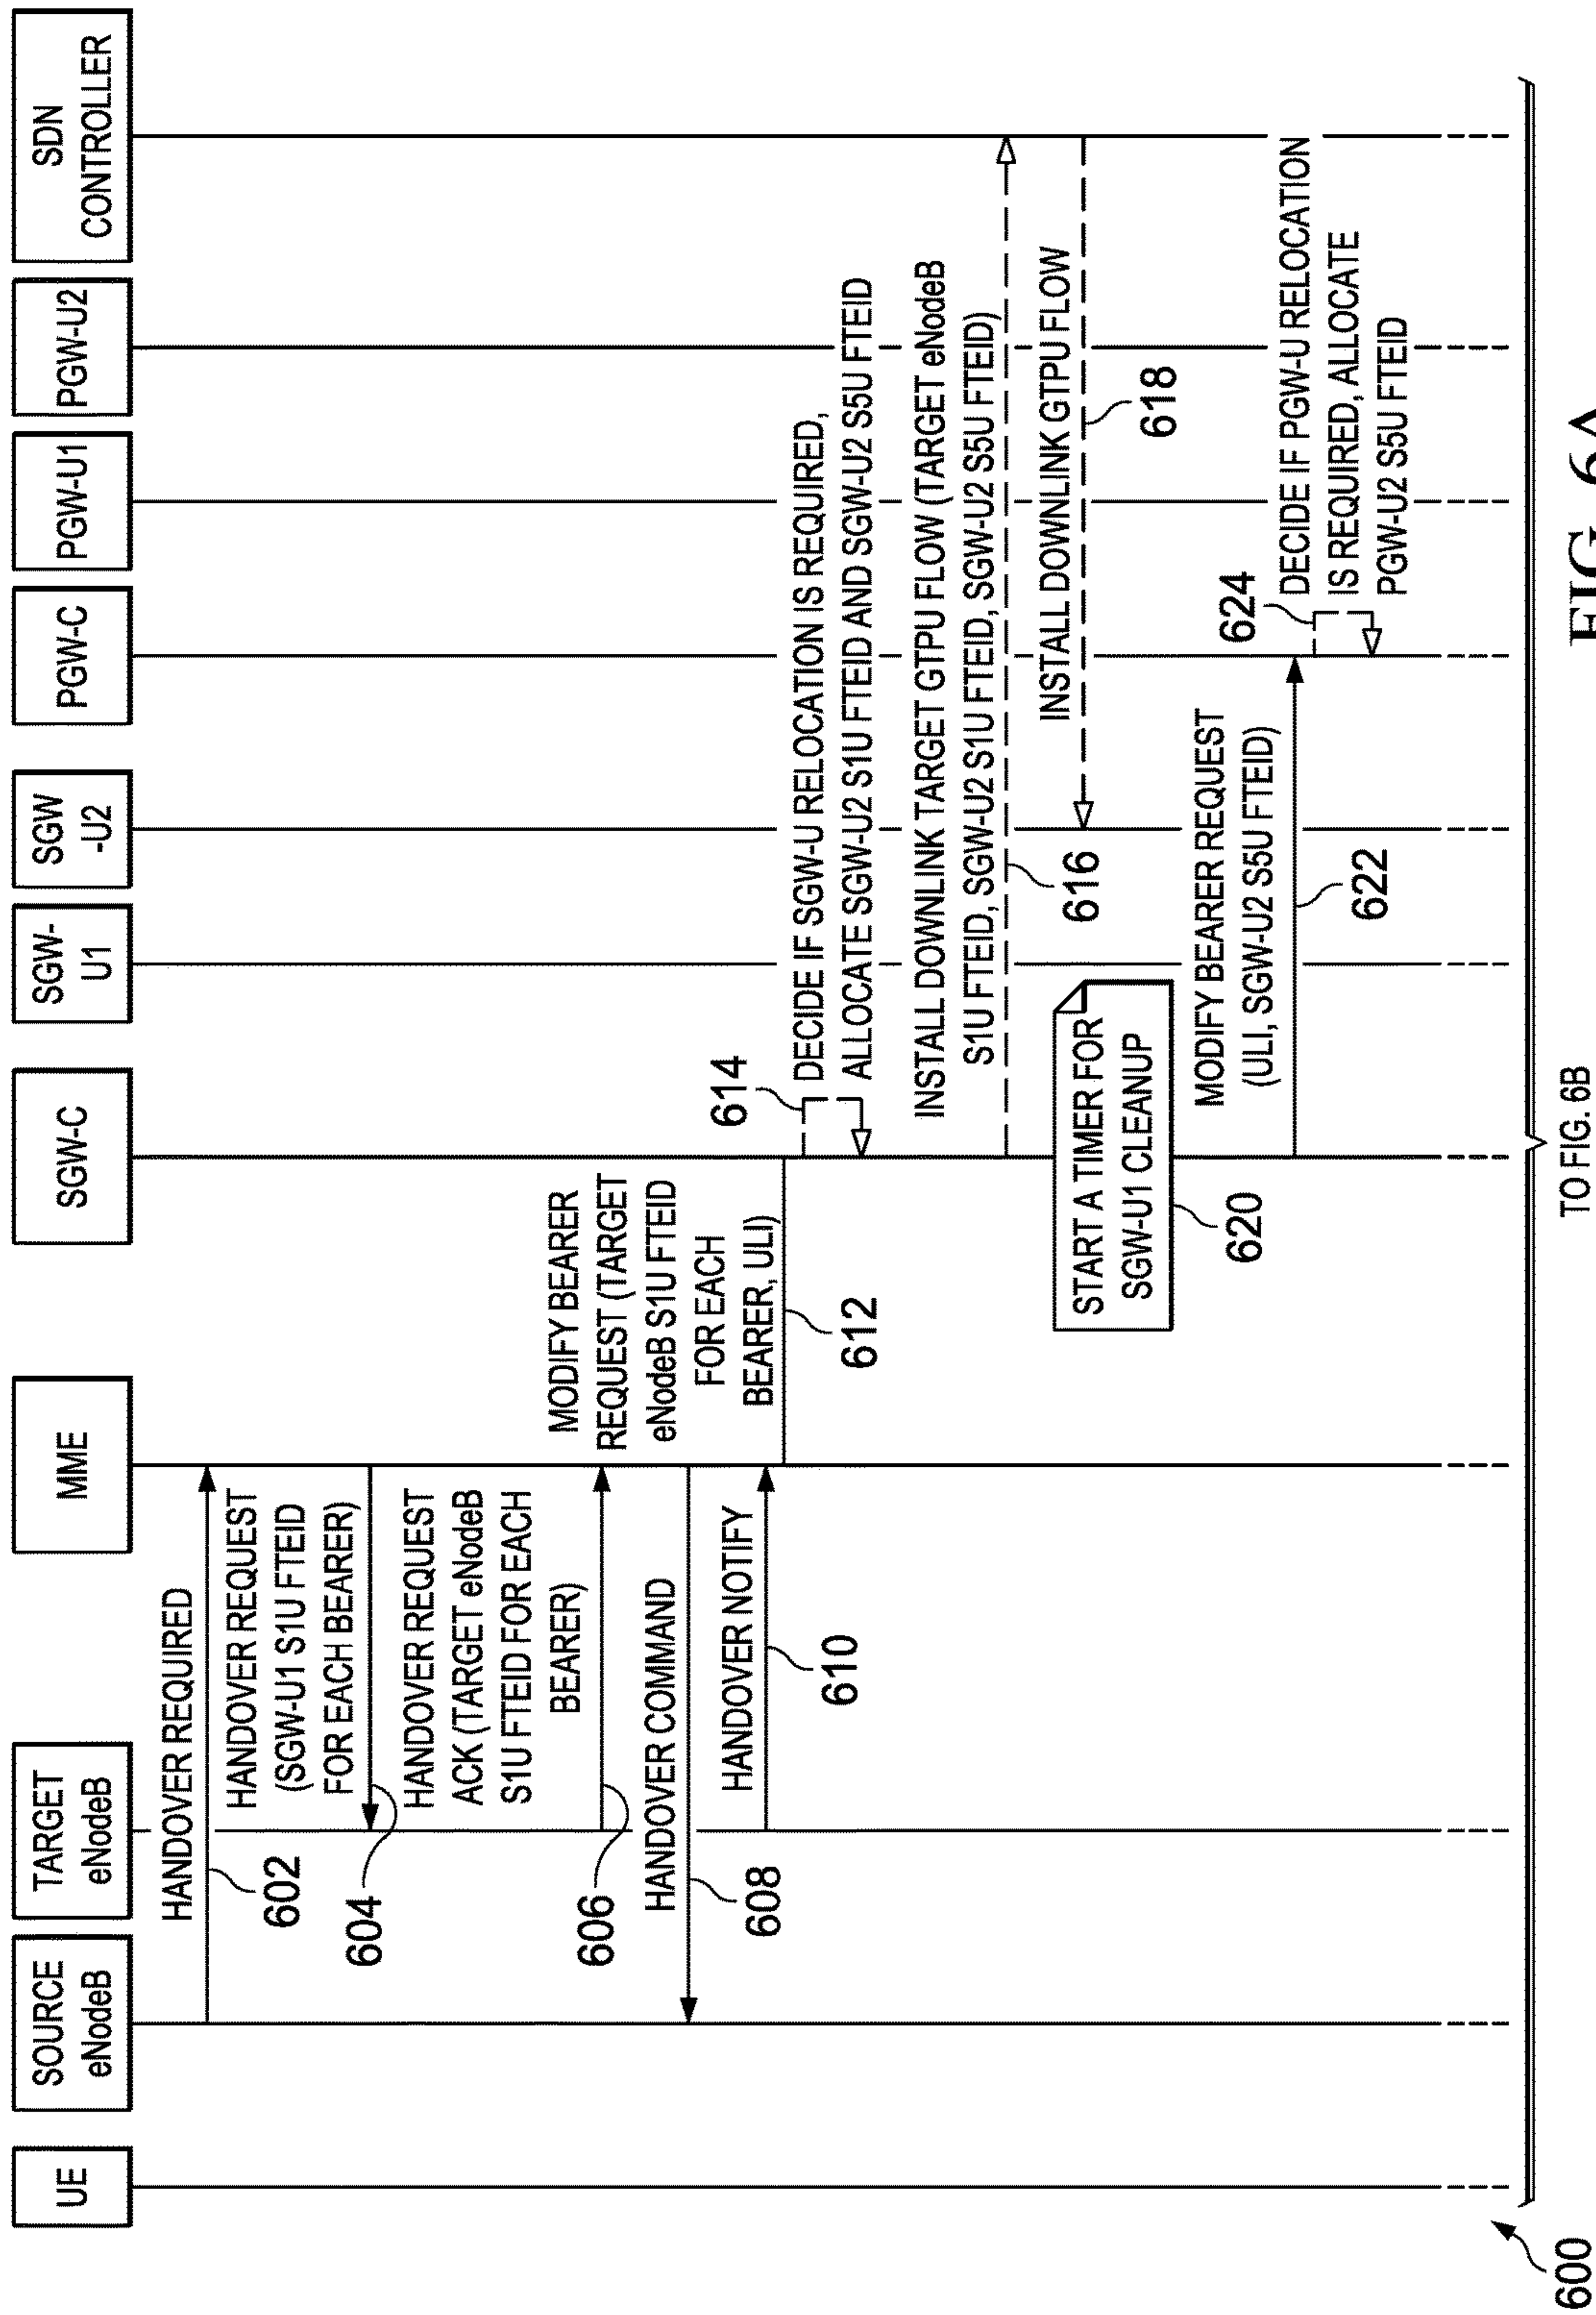 UE
SOURCE
eNodeB
TARGET
eNodeB
MME
SGW-C
SGW-
U1
SGW
-U2
PGW-C
PGW-U1
PGW-U2
SDN
CONTROLLER
HANDOVER REQUIRED
602
HANDOVER REQUEST
(SGW-U1 S1U FTEID
FOR EACH BEARER)
604
HANDOVER REQUEST
ACK (TARGET eNodeB
S1U FTEID FOR EACH
BEARER)
606
HANDOVER COMMAND
608
HANDOVER NOTIFY
610
MODIFY BEARER
REQUEST (TARGET
eNodeB S1U FTEID
FOR EACH
BEARER, ULI)
612
614
DECIDE IF SGW-U RELOCATION IS REQUIRED,
ALLOCATE SGW-U2 S1U FTEID AND SGW-U2 S5U FTEID
INSTALL DOWNLINK TARGET GTPU FLOW (TARGET eNodeB
S1U FTEID, SGW-U2 S1U FTEID, SGW-U2 S5U FTEID)
616
INSTALL DOWNLINK GTPU FLOW
618
START A TIMER FOR
SGW-U1 CLEANUP
620
MODIFY BEARER REQUEST
(ULI, SGW-U2 S5U FTEID)
622
624
DECIDE IF PGW-U RELOCATION
IS REQUIRED, ALLOCATE
PGW-U2 S5U FTEID
600
TO FIG. 6B